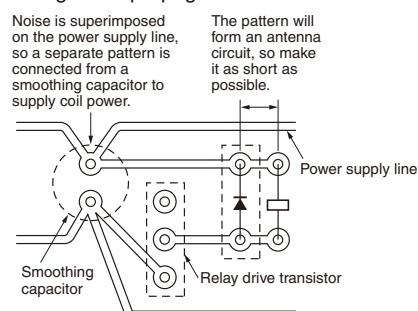 Noise is superimposed
on the power supply line,
so a separate pattern is
connected from a
smoothing capacitor to
supply coil power.
The pattern will
form an antenna
circuit, so make
it as short as
possible.
Power supply line
Smoothing
capacitor
Relay drive transistor